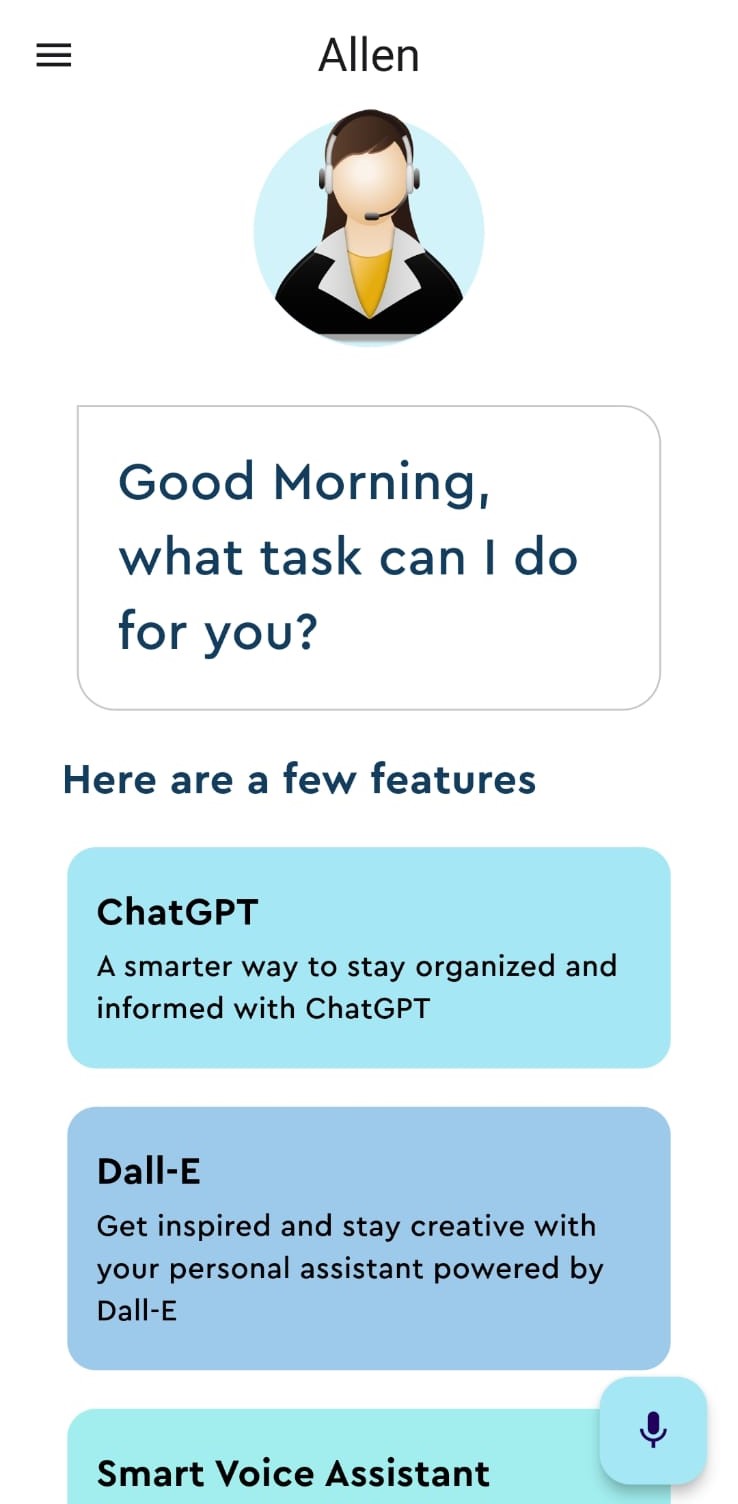 Allen
Good Morning,
what task can I do
for you?
Here are a few features
ChatGPT
A smarter way to stay organized and
informed with ChatGPT
Dall-E
Get inspired and stay creative with
your personal assistant powered by
Dall-E
Smart Voice Assistant